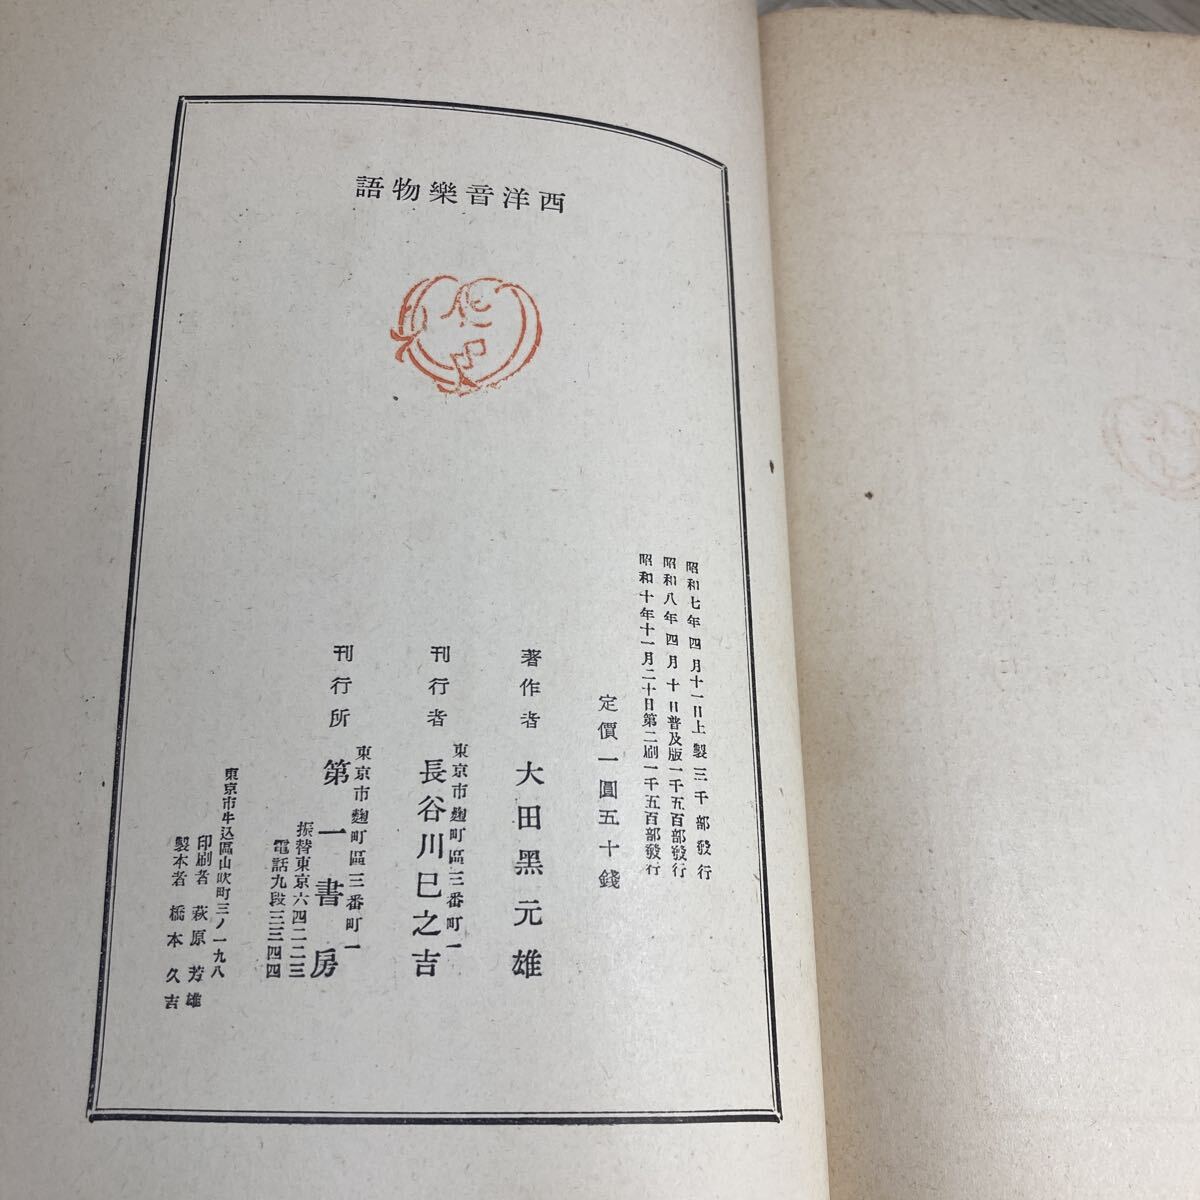 西洋音樂物語
昭和七年四月十一日上製三千部發行
昭和八年四月十日普及版一千五百部發行
昭和十年十一月二十日第二刷一千五百部發行
定價一圓五十錢
著作者 大田黑元雄
東京市麴町區三番町一
刊行者 長谷川巳之吉
東京市麴町區三番町一
刊行所 第一書房
振替東京六四二二三
電話九段三三四四
東京市牛込區山吹町三ノ一九八
印刷者 萩原芳雄
製本者 橋本久吉